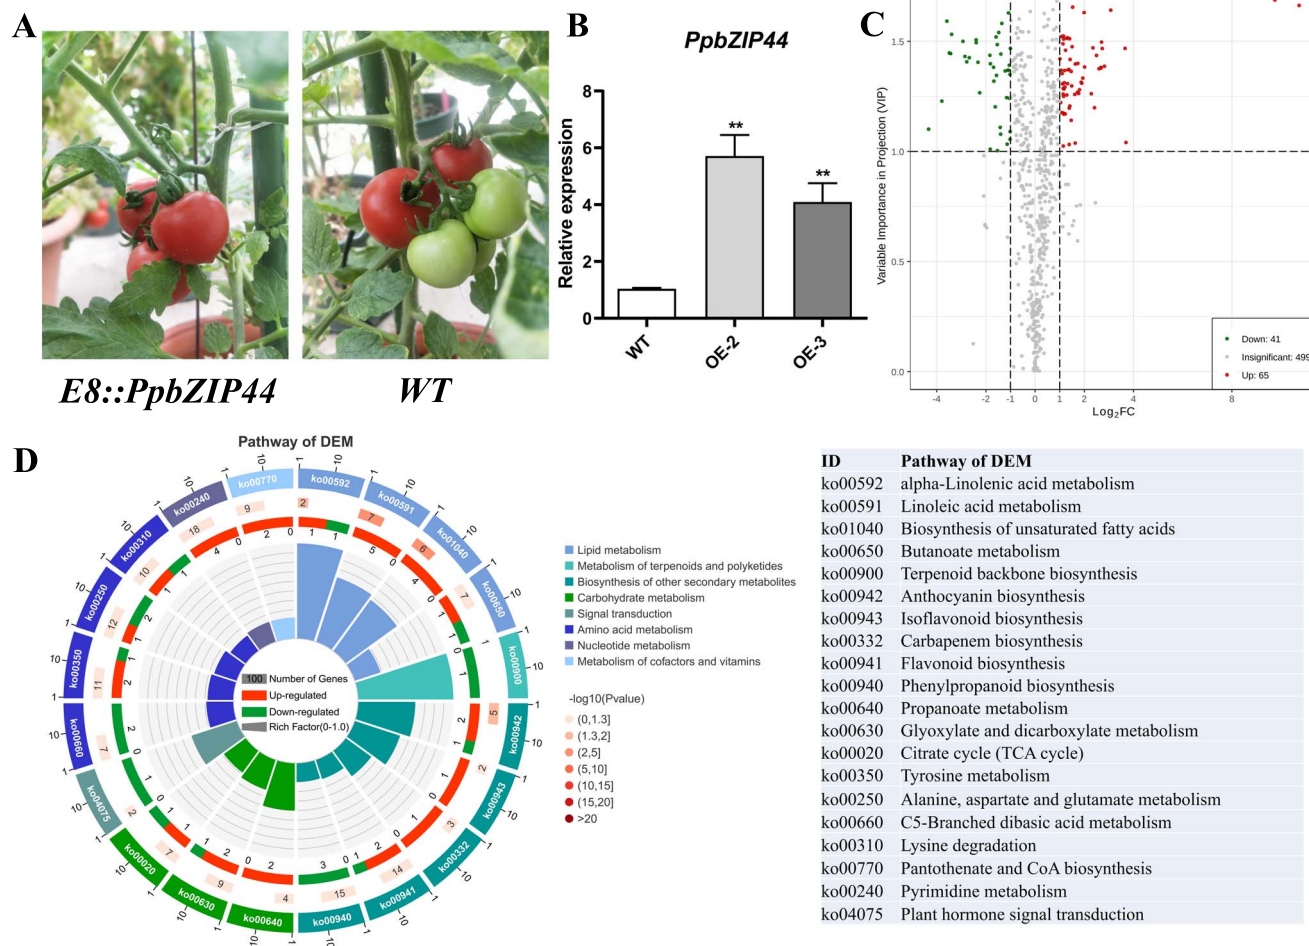 A
E8::PpbZIP44
WT
B
PpbZIP44
Relative expression
8
6
4
2
0
**
**
WT
OE-2
OE-3
C
Variable Importance in Projection (VIP)
1.5
1.0
0.5
0.0
-4
-2
-1
0
1
2
4
8
Log2FC
Down: 41
Insignificant: 499
Up: 65
D
Pathway of DEM
ko00592
ko00591
ko01040
ko00650
ko00900
ko00942
ko00943
ko00332
ko00941
ko00940
ko00640
ko00630
ko00020
ko04075
ko00660
ko00350
ko00250
ko00310
ko00240
ko00770
100 Number of Genes
Up-regulated
Down-regulated
Rich Factor(0-1.0)
Lipid metabolism
Metabolism of terpenoids and polyketides
Biosynthesis of other secondary metabolites
Carbohydrate metabolism
Signal transduction
Amino acid metabolism
Nucleotide metabolism
Metabolism of cofactors and vitamins
-log10(Pvalue)
(0,1.3]
(1.3,2]
(2,5]
(5,10]
(10,15]
(15,20]
>20
ID Pathway of DEM
ko00592 alpha-Linolenic acid metabolism
ko00591 Linoleic acid metabolism
ko01040 Biosynthesis of unsaturated fatty acids
ko00650 Butanoate metabolism
ko00900 Terpenoid backbone biosynthesis
ko00942 Anthocyanin biosynthesis
ko00943 Isoflavonoid biosynthesis
ko00332 Carbapenem biosynthesis
ko00941 Flavonoid biosynthesis
ko00940 Phenylpropanoid biosynthesis
ko00640 Propanoate metabolism
ko00630 Glyoxylate and dicarboxylate metabolism
ko00020 Citrate cycle (TCA cycle)
ko00350 Tyrosine metabolism
ko00250 Alanine, aspartate and glutamate metabolism
ko00660 C5-Branched dibasic acid metabolism
ko00310 Lysine degradation
ko00770 Pantothenate and CoA biosynthesis
ko00240 Pyrimidine metabolism
ko04075 Plant hormone signal transduction